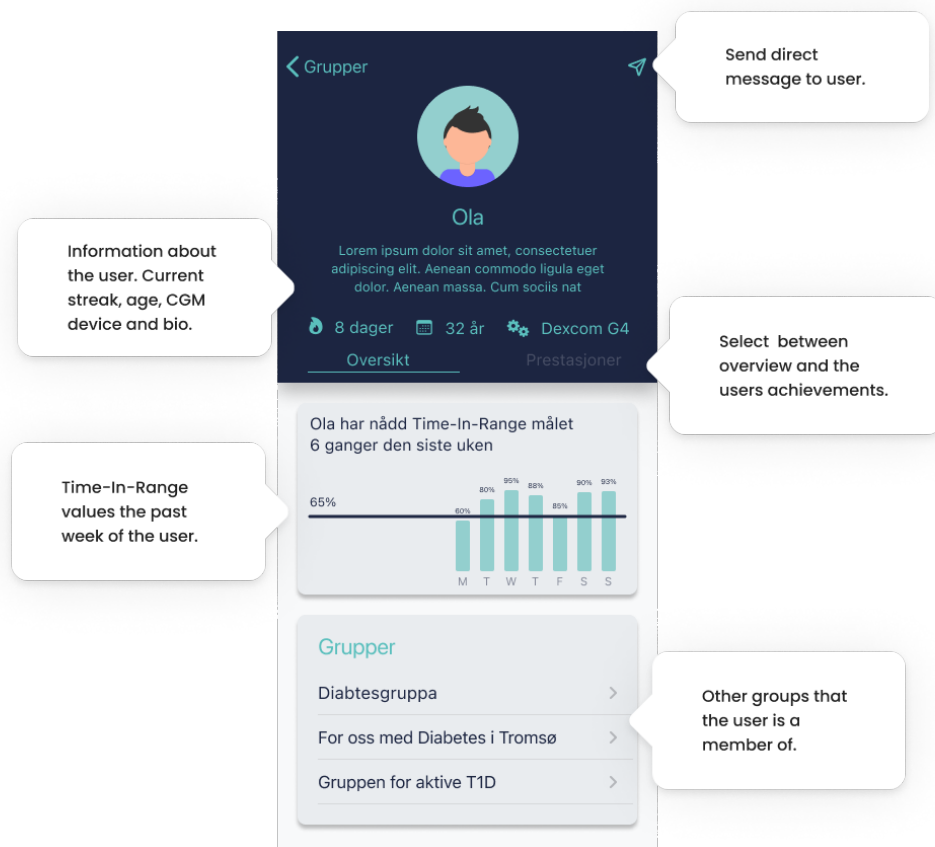 Send direct
message to user.
Grupper
Ola
Lorem ipsum dolor sit amet, consectetuer
adipiscing elit. Aenean commodo ligula eget
dolor. Aenean massa. Cum sociis nat
8 dager
32 år
Dexcom G4
Oversikt
Prestasjoner
Information about
the user. Current
streak, age, CGM
device and bio.
Select between
overview and the
users achievements.
Ola har nådd Time-In-Range målet
6 ganger den siste uken
65%
60%
80%
95%
88%
85%
90%
93%
M T W T F S S
Time-In-Range
values the past
week of the user.
Grupper
Diabtesgruppa
For oss med Diabetes i Tromsø
Gruppen for aktive T1D
Other groups that
the user is a
member of.